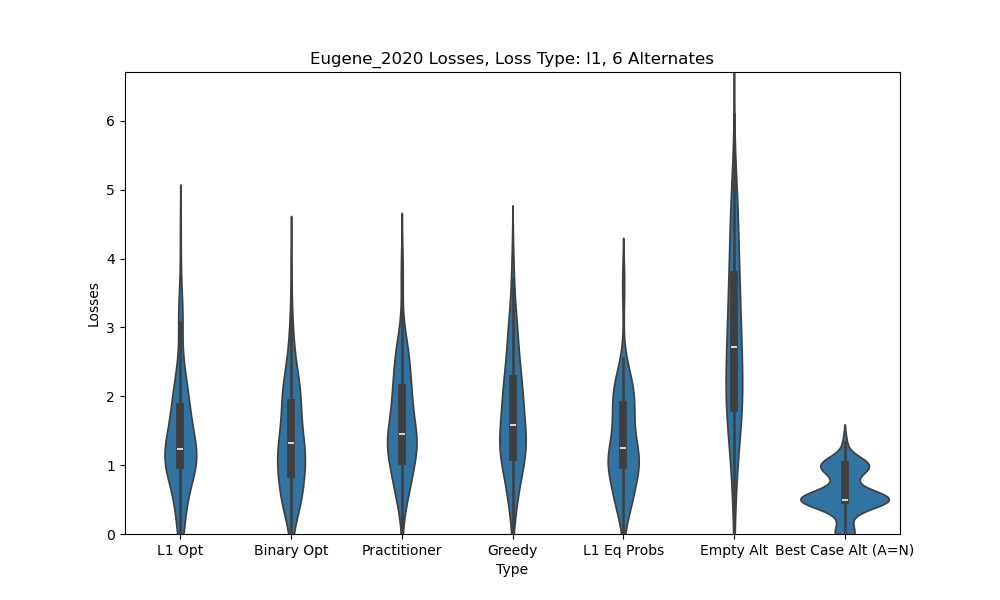 Eugene_2020 Losses, Loss Type: l1, 6 Alternates
6
5
4
3
2
1
0
Losses
L1 Opt
Binary Opt
Practitioner
Greedy
L1 Eq Probs
Empty Alt
Best Case Alt (A=N)
Type